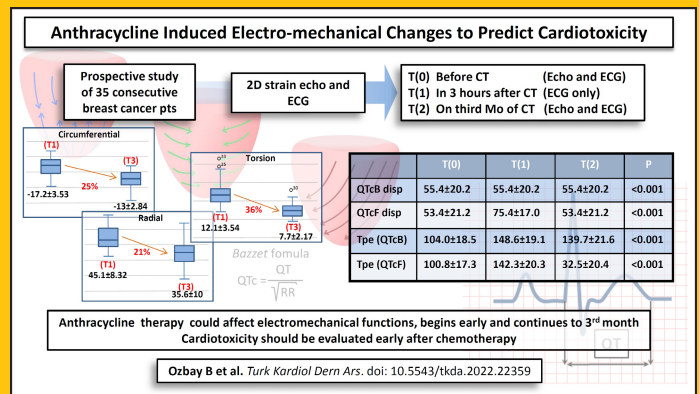 Anthracycline Induced Electro-mechanical Changes to Predict Cardiotoxicity
Prospective study
of 35 consecutive
breast cancer pts
2D strain echo and
ECG
T(0) Before CT (Echo and ECG)
T(1) In 3 hours after CT (ECG only)
T(2) On third Mo of CT (Echo and ECG)
Circumferential
(T1)
(T3)
25%
-17.2±3.53
-13±2.84
Torsion
36%
(T1)
(T3)
12.1±3.54
7.7±2.17
Radial
21%
(T1)
(T3)
45.1±8.32
35.6±10
Bazzet fomula
QTc = QT
√RR
T(0) T(1) T(2) P
QTcB disp 55.4±20.2 55.4±20.2 55.4±20.2 <0.001
QTcF disp 53.4±21.2 75.4±17.0 53.4±21.2 <0.001
Tpe (QTcB) 104.0±18.5 148.6±19.1 139.7±21.6 <0.001
Tpe (QTcF) 100.8±17.3 142.3±20.3 32.5±20.4 <0.001
Anthracycline therapy could affect electromechanical functions, begins early and continues to 3rd month
Cardiotoxicity should be evaluated early after chemotherapy
QT
Ozbay B et al. Turk Kardiol Dern Ars. doi: 10.5543/tkda.2022.22359